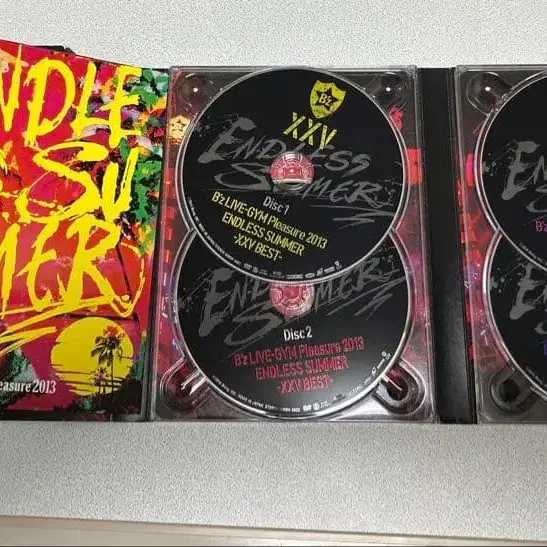 NDLE
SU
MER
easure 2013
B'z
XXV
ENDLESS
SUMMER
Disc 1
B'z LIVE-GYM Pleasure 2013
ENDLESS SUMMER
-XXV BEST-
ENDLESS
SUMMER
Disc 2
B'z LIVE-GYM Pleasure 2013
ENDLESS SUMMER
-XXV BEST-